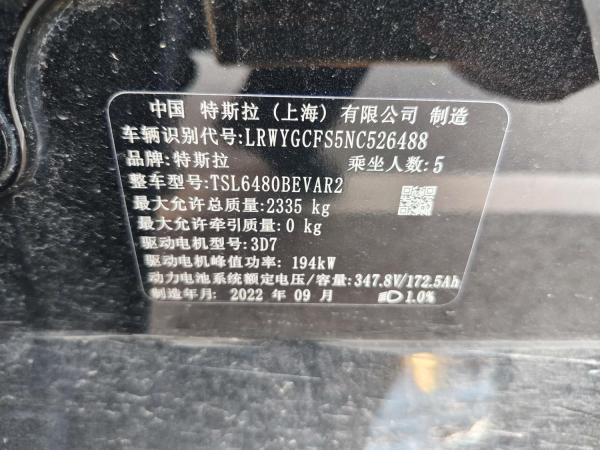 中国 特斯拉(上海)有限公司 制造
车辆识别代号:LRWYGCFS5NC526488
品牌:特斯拉 乘坐人数:5
整车型号:TSL6480BEVAR2
最大允许总质量:2335 kg
最大允许牵引质量:0 kg
驱动电机型号:3D7
驱动电机峰值功率: 194kW
动力电池系统额定电压/容量:347.8V/172.5Ah
制造年月: 2022 年 09 月 1.0%